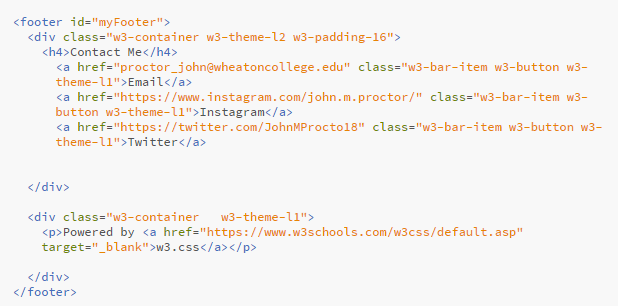 <footer id="myFooter">
<div class="w3-container w3-theme-l2 w3-padding-16">
<h4>Contact Me</h4>
<a href="proctor_john@wheatoncollege.edu" class="w3-bar-item w3-button w3-
theme-l1">Email</a>
<a href="https://www.instagram.com/john.m.proctor/" class="w3-bar-item w3-
button w3-theme-l1">Instagram</a>
<a href="https://twitter.com/JohnMProcto18" class="w3-bar-item w3-button w3-
theme-l1">Twitter</a>
</div>
<div class="w3-container   w3-theme-l1">
<p>Powered by <a href="https://www.w3schools.com/w3css/default.asp"
target="_blank">w3.css</a></p>
</div>
</footer>